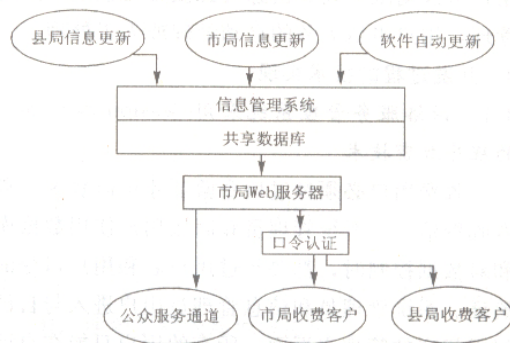 县局信息更新
市局信息更新
软件自动更新
信息管理系统
共享数据库
市局Web服务器
口令认证
公众服务通道
市局收费客户
县局收费客户